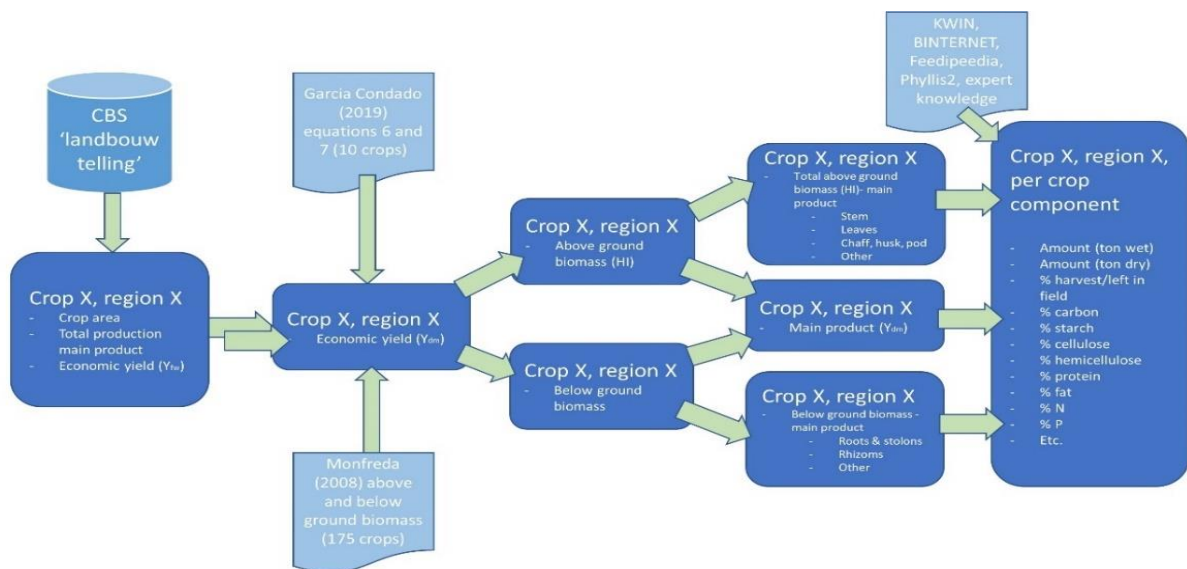 CBS
‘landbouw
telling’
Crop X, region X
- Crop area
- Total production
main product
- Economic yield (Yfw)
Garcia Condado
(2019)
equations 6 and
7 (10 crops)
Crop X, region X
- Economic yield (Ydm)
Monfreda
(2008) above
and below
ground biomass
(175 crops)
Crop X, region X
- Above ground
biomass (HI)
Crop X, region X
- Below ground
biomass
Crop X, region X
- Total above ground
biomass (HI)- main
product
- Stem
- Leaves
- Chaff, husk, pod
- Other
Crop X, region X
- Main product (Ydm)
Crop X, region X
- Below ground biomass -
main product
- Roots & stolons
- Rhizoms
- Other
KWIN,
BINTERNET,
Feedipeedia,
Phyllis2, expert
knowledge
Crop X, region X,
per crop
component
- Amount (ton wet)
- Amount (ton dry)
- % harvest/left in
field
- % carbon
- % starch
- % cellulose
- % hemicellulose
- % protein
- % fat
- % N
- % P
- Etc.